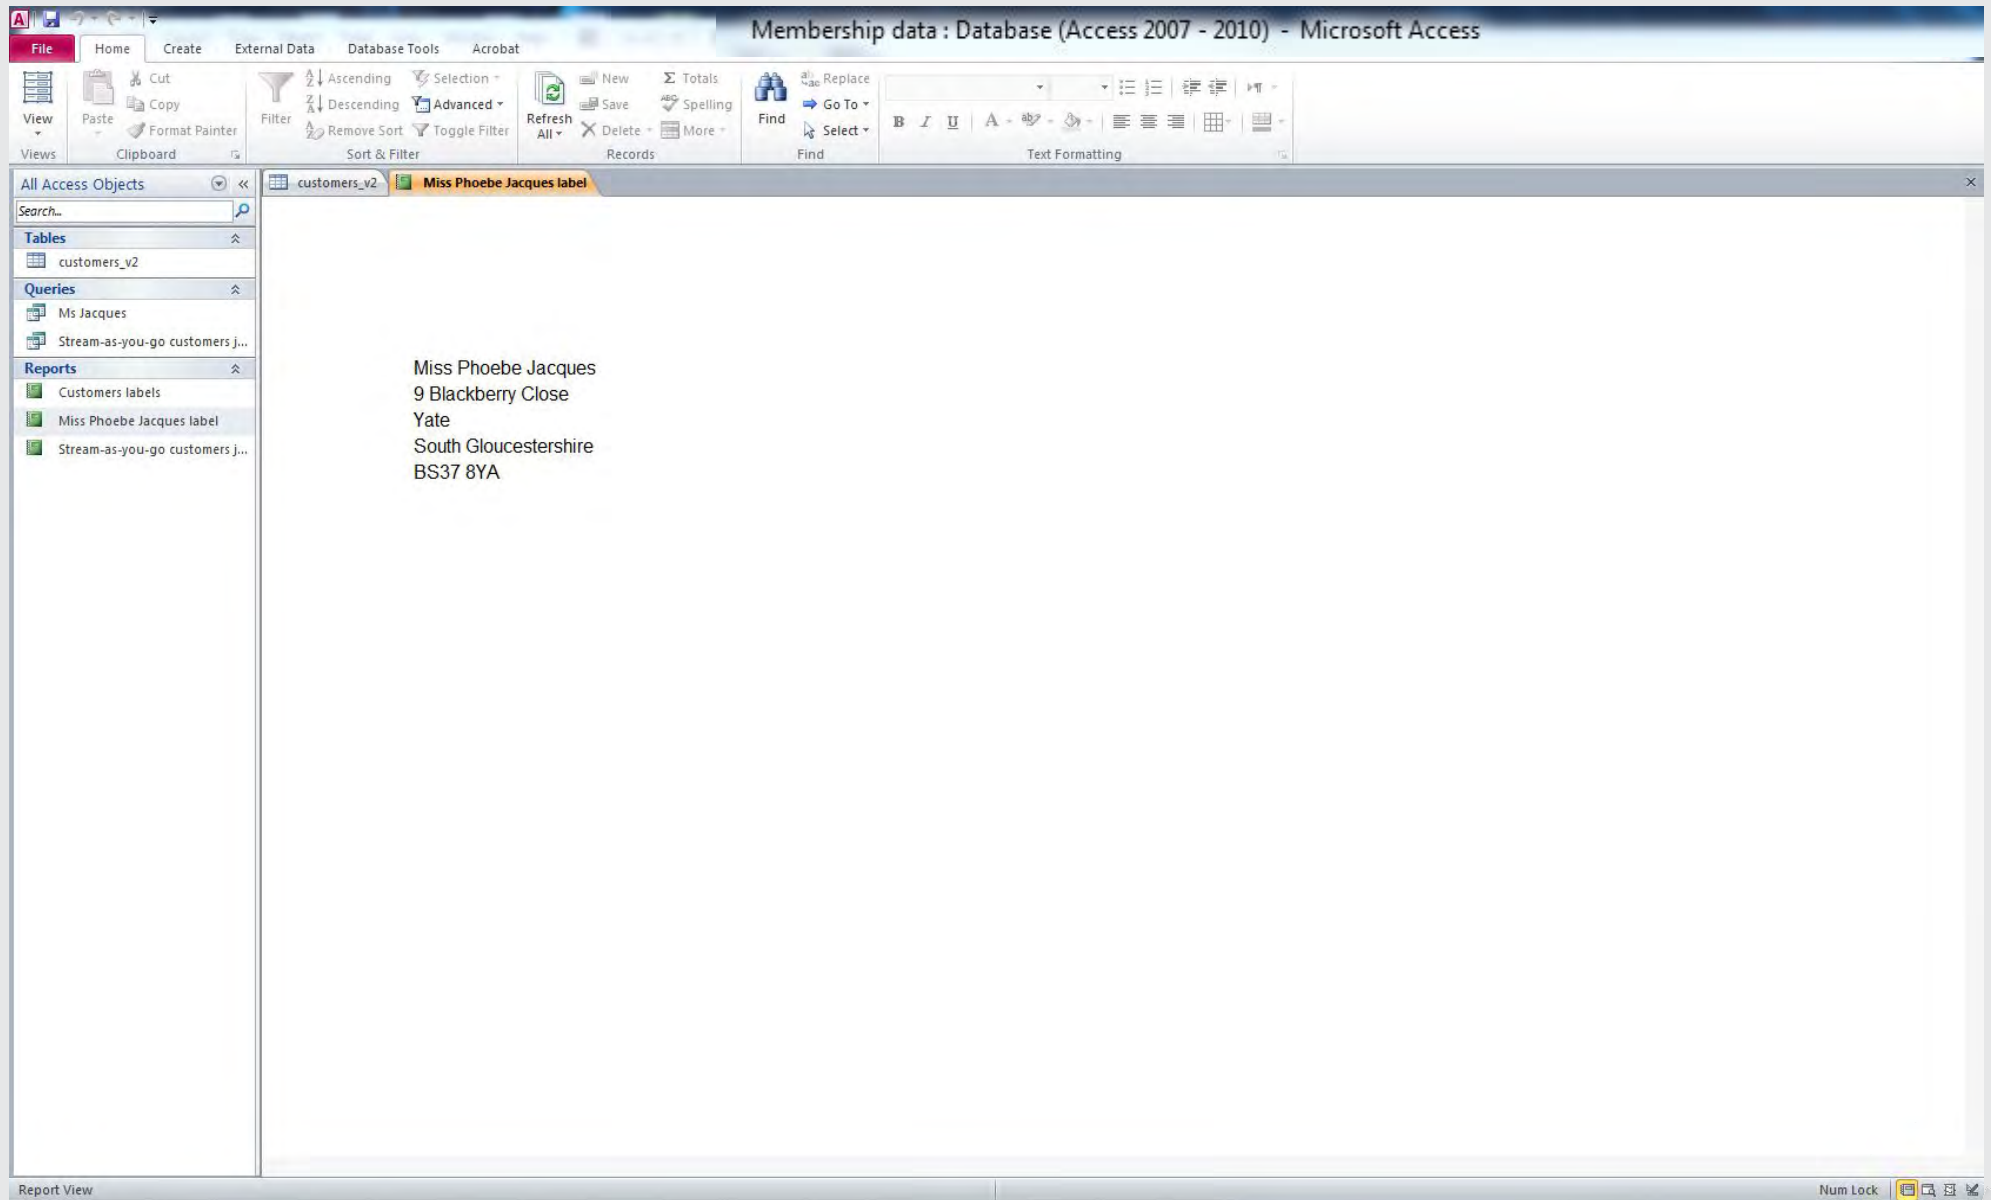 Membership data : Database (Access 2007 - 2010) - Microsoft Access
File Home Create External Data Database Tools Acrobat
View
Views
Paste
Cut
Copy
Format Painter
Clipboard
Filter
Ascending
Descending
Remove Sort
Selection
Advanced
Toggle Filter
Sort & Filter
Refresh
All
New
Save
Delete
Totals
Spelling
More
Records
Find
Replace
Go To
Select
Find
B I U A
Text Formatting
All Access Objects
Search...
Tables
customers_v2
Queries
Ms Jacques
Stream-as-you-go customers j...
Reports
Customers labels
Miss Phoebe Jacques label
Stream-as-you-go customers j...
customers_v2
Miss Phoebe Jacques label
Miss Phoebe Jacques
9 Blackberry Close
Yate
South Gloucestershire
BS37 8YA
Report View
Num Lock